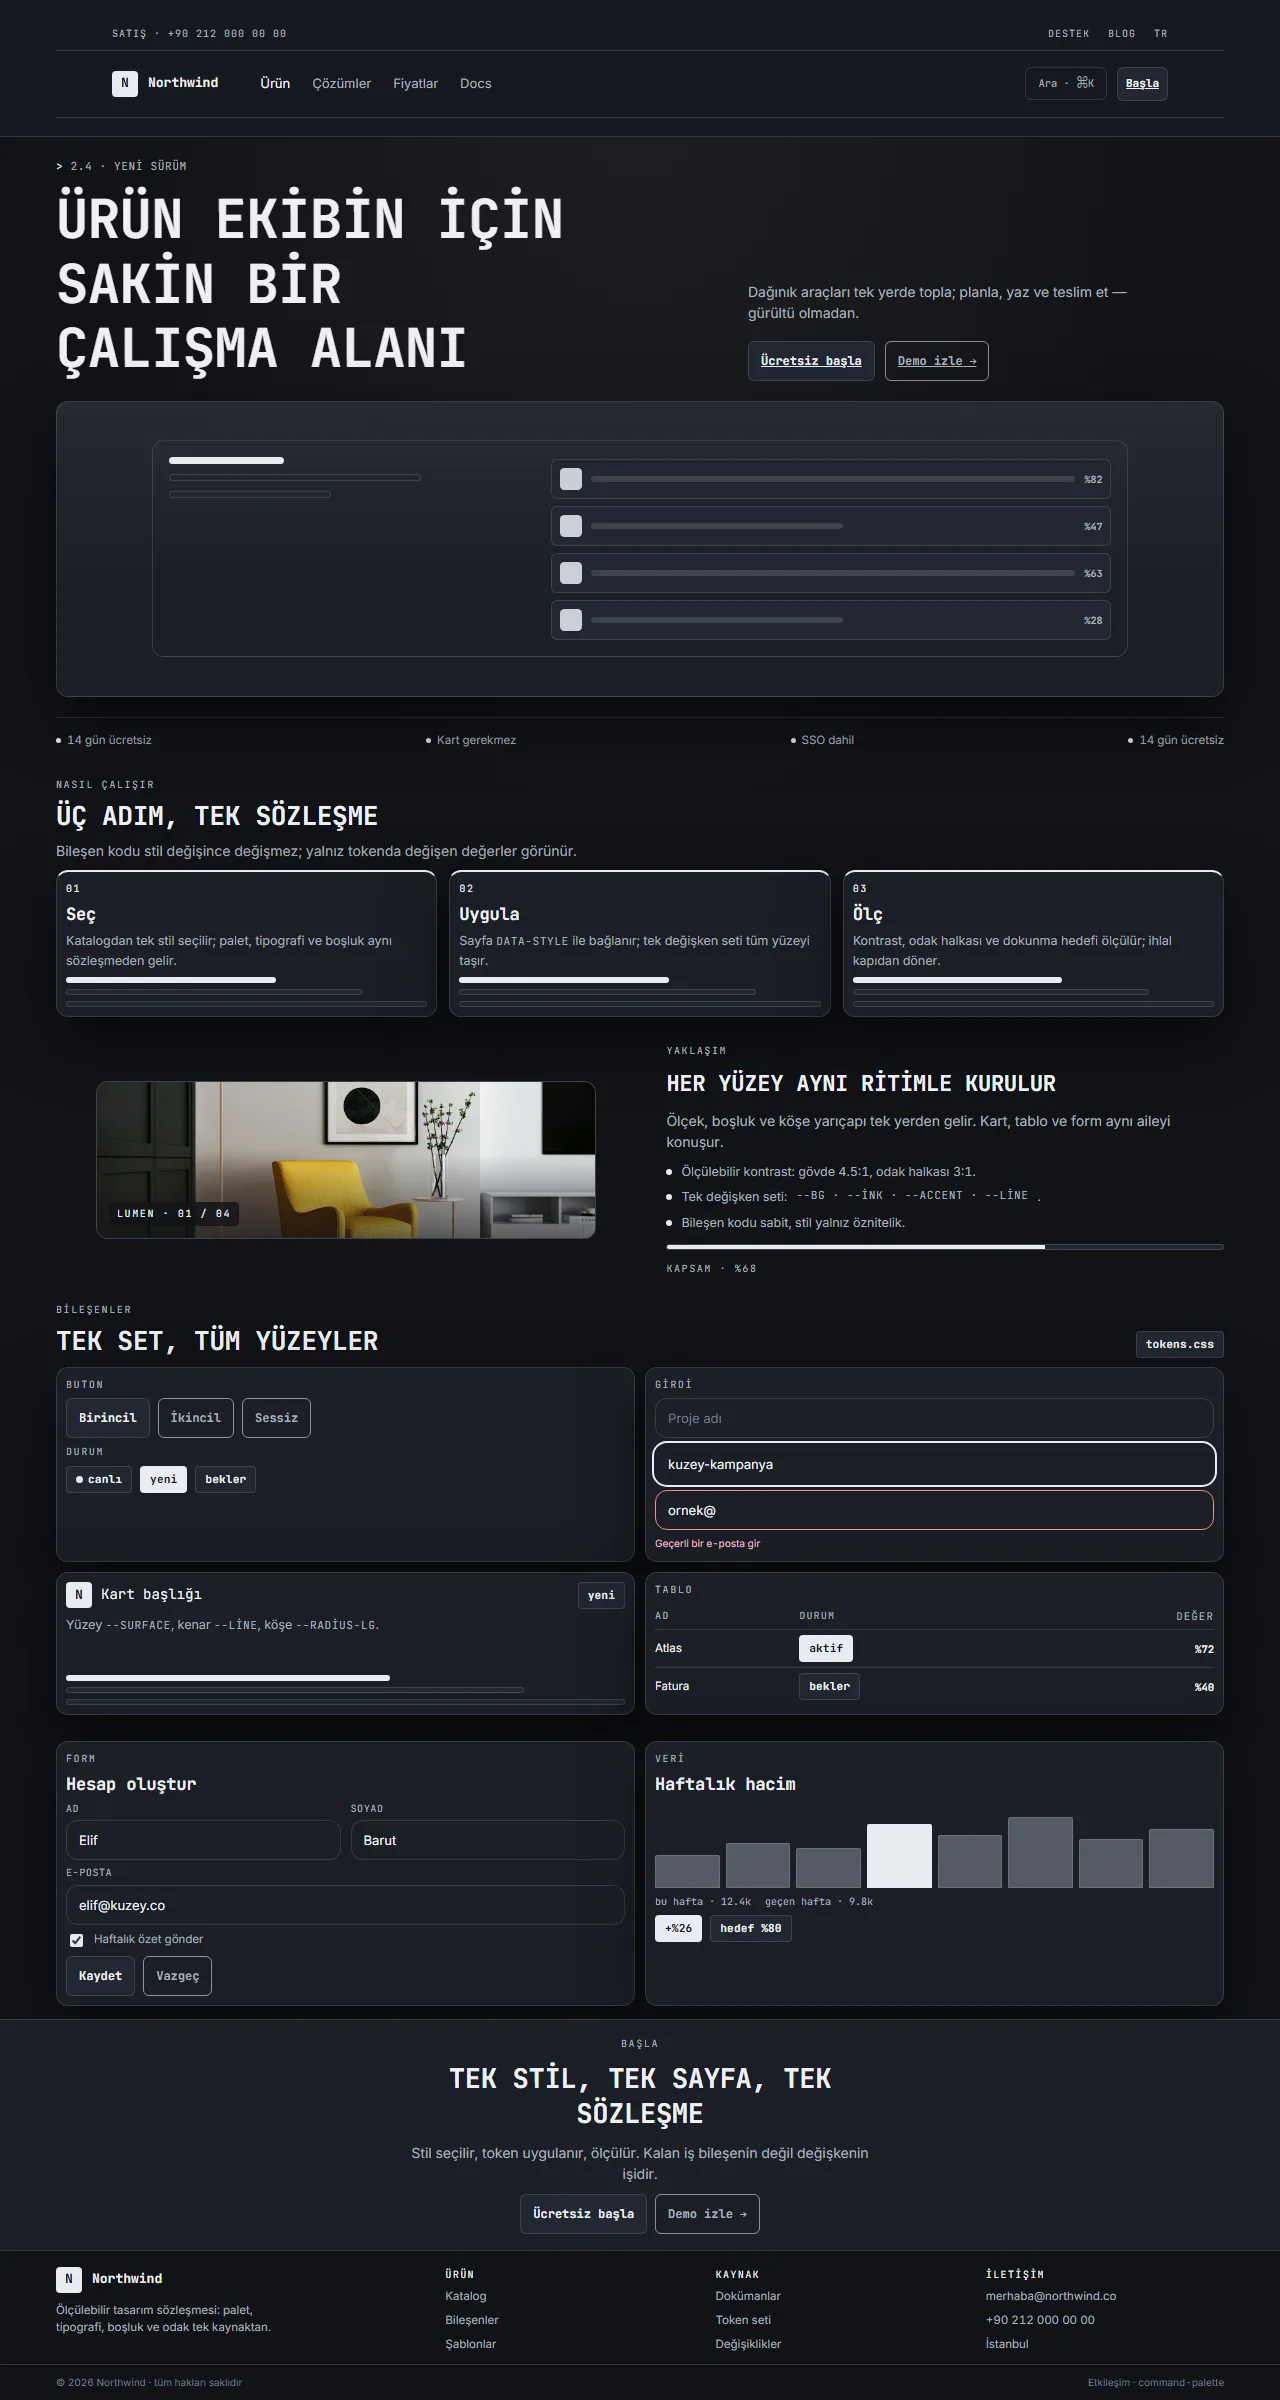 SATIŞ · +90 212 000 00 00
DESTEK BLOG TR
N Northwind Ürün Çözümler Fiyatlar Docs Ara · ⌘K Başla
> 2.4 · YENİ SÜRÜM
ÜRÜN EKİBİN İÇİN
SAKİN BİR
ÇALIŞMA ALANI
Dağınık araçları tek yerde topla; planla, yaz ve teslim et —
gürültü olmadan.
Ücretsiz başla Demo izle →
%82
%47
%63
%28
14 gün ücretsiz Kart gerekmez SSO dahil 14 gün ücretsiz
NASIL ÇALIŞIR
ÜÇ ADIM, TEK SÖZLEŞME
Bileşen kodu stil değişince değişmez; yalnız tokenda değişen değerler görünür.
01
Seç
Katalogdan tek stil seçilir; palet, tipografi ve boşluk aynı
sözleşmeden gelir.
02
Uygula
Sayfa DATA-STYLE ile bağlanır; tek değişken seti tüm yüzeyi
taşır.
03
Ölç
Kontrast, odak halkası ve dokunma hedefi ölçülür; ihlal
kapıdan döner.
LUMEN · 01 / 04
YAKLAŞIM
HER YÜZEY AYNI RİTİMLE KURULUR
Ölçek, boşluk ve köşe yarıçapı tek yerden gelir. Kart, tablo ve form aynı aileyi
konuşur.
Ölçülebilir kontrast: gövde 4.5:1, odak halkası 3:1.
Tek değişken seti: --BG · --İNK · --ACCENT · --LİNE .
Bileşen kodu sabit, stil yalnız öznitelik.
KAPSAM · %68
BİLEŞENLER
TEK SET, TÜM YÜZEYLER
tokens.css
BUTON
Birincil İkincil Sessiz
DURUM
canlı yeni bekler
GİRDİ
Proje adı
kuzey-kampanya
ornek@
Geçerli bir e-posta gir
N Kart başlığı yeni
Yüzey --SURFACE, kenar --LİNE, köşe --RADIUS-LG.
TABLO
AD DURUM DEĞER
Atlas aktif %72
Fatura bekler %40
FORM
Hesap oluştur
AD SOYAD
Elif Barut
E-POSTA
elif@kuzey.co
Haftalık özet gönder
Kaydet Vazgeç
VERİ
Haftalık hacim
bu hafta · 12.4k geçen hafta · 9.8k
+%26 hedef %80
BAŞLA
TEK STİL, TEK SAYFA, TEK
SÖZLEŞME
Stil seçilir, token uygulanır, ölçülür. Kalan iş bileşenin değil değişkenin
işidir.
Ücretsiz başla Demo izle →
N Northwind
Ölçülebilir tasarım sözleşmesi: palet,
tipografi, boşluk ve odak tek kaynaktan.
ÜRÜN
Katalog
Bileşenler
Şablonlar
KAYNAK
Dokümanlar
Token seti
Değişiklikler
İLETİŞİM
merhaba@northwind.co
+90 212 000 00 00
İstanbul
© 2026 Northwind · tüm hakları saklıdır
Etkileşim · command-palette